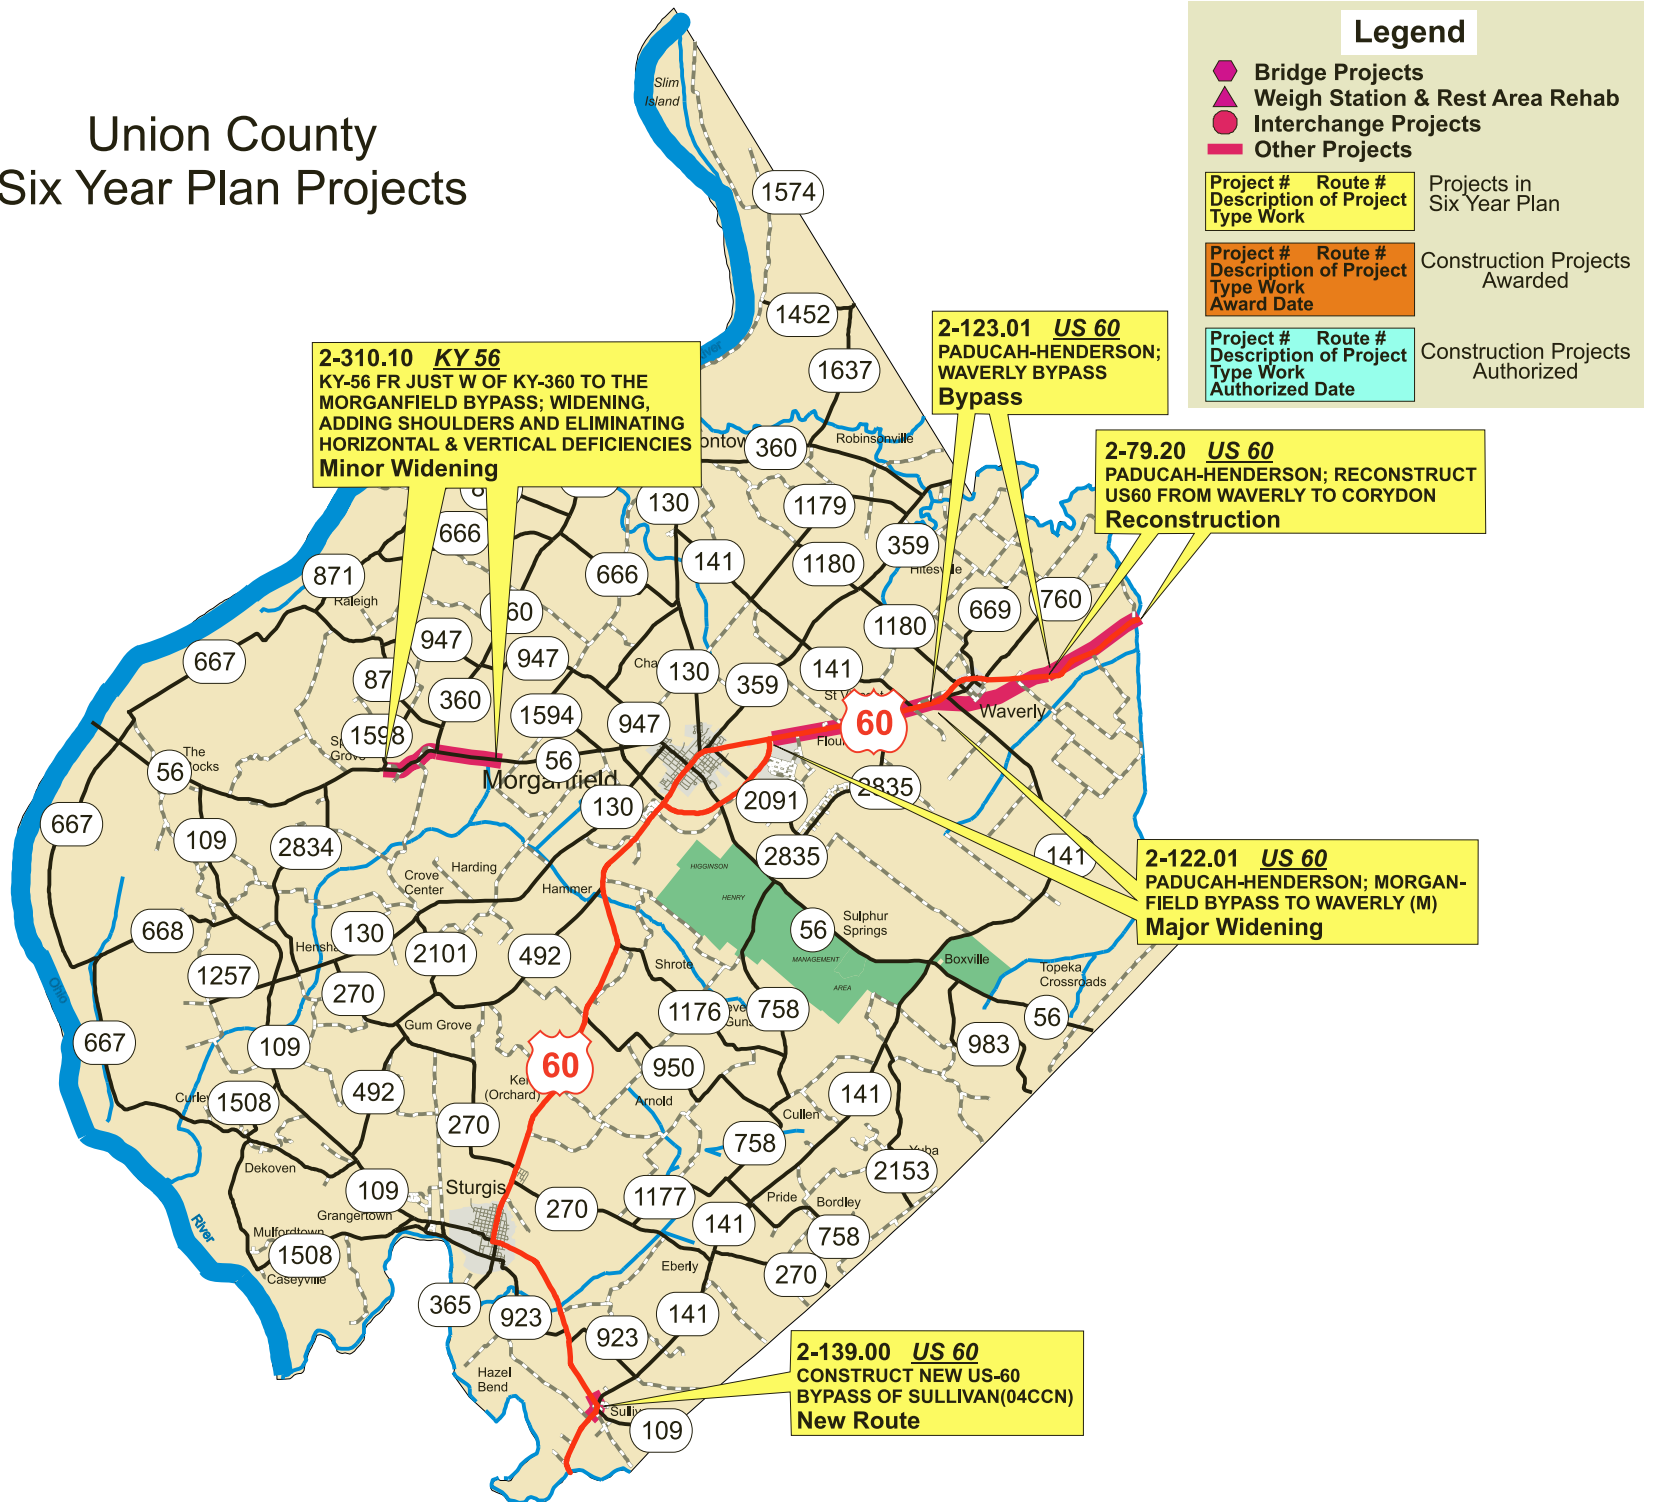 Union County
Six Year Plan Projects
Legend
Bridge Projects
Weigh Station & Rest Area Rehab
Interchange Projects
Other Projects
Project # Route #
Description of Project
Type Work
Projects in
Six Year Plan
Project # Route #
Description of Project
Type Work
Award Date
Construction Projects
Awarded
Project # Route #
Description of Project
Type Work
Authorized Date
Construction Projects
Authorized
Slim
Island
1574
1452
1637
2-310.10 KY 56
KY-56 FR JUST W OF KY-360 TO THE
MORGANFIELD BYPASS; WIDENING,
ADDING SHOULDERS AND ELIMINATING
HORIZONTAL & VERTICAL DEFICIENCIES
Minor Widening
2-123.01 US 60
PADUCAH-HENDERSON;
WAVERLY BYPASS
Bypass
2-79.20 US 60
PADUCAH-HENDERSON; RECONSTRUCT
US60 FROM WAVERLY TO CORYDON
Reconstruction
360
Robinsonville
130
1179
666
141
1180
359
871
Raleigh
666
669
760
1180
947
947
667
130
359
141
360
1594
947
Waverly
60
1598
56
The
56
Morganfield
2835
2091
130
667
109
2834
2835
141
2-122.01 US 60
PADUCAH-HENDERSON; MORGAN-
FIELD BYPASS TO WAVERLY (M)
Major Widening
Harding
Crove
Center
Hammer
HIGGINSON
HENRY
MANAGEMENT
AREA
56
Sulphur
Springs
668
130
2101
492
1257
270
Shrote
Boxville
Topeka
Crossroads
Ohio
1176
758
56
Gum Grove
667
109
60
950
983
492
(Orchard)
Arnold
141
1508
270
Cullen
758
2153
Dekoven
109
Sturgis
Grangertown
270
1177
Pride
Bordley
141
758
River
Mulfordtown
1508
Caseyville
Eberly
270
365
923
923
141
Hazel
Bend
2-139.00 US 60
CONSTRUCT NEW US-60
BYPASS OF SULLIVAN(04CCN)
New Route
109